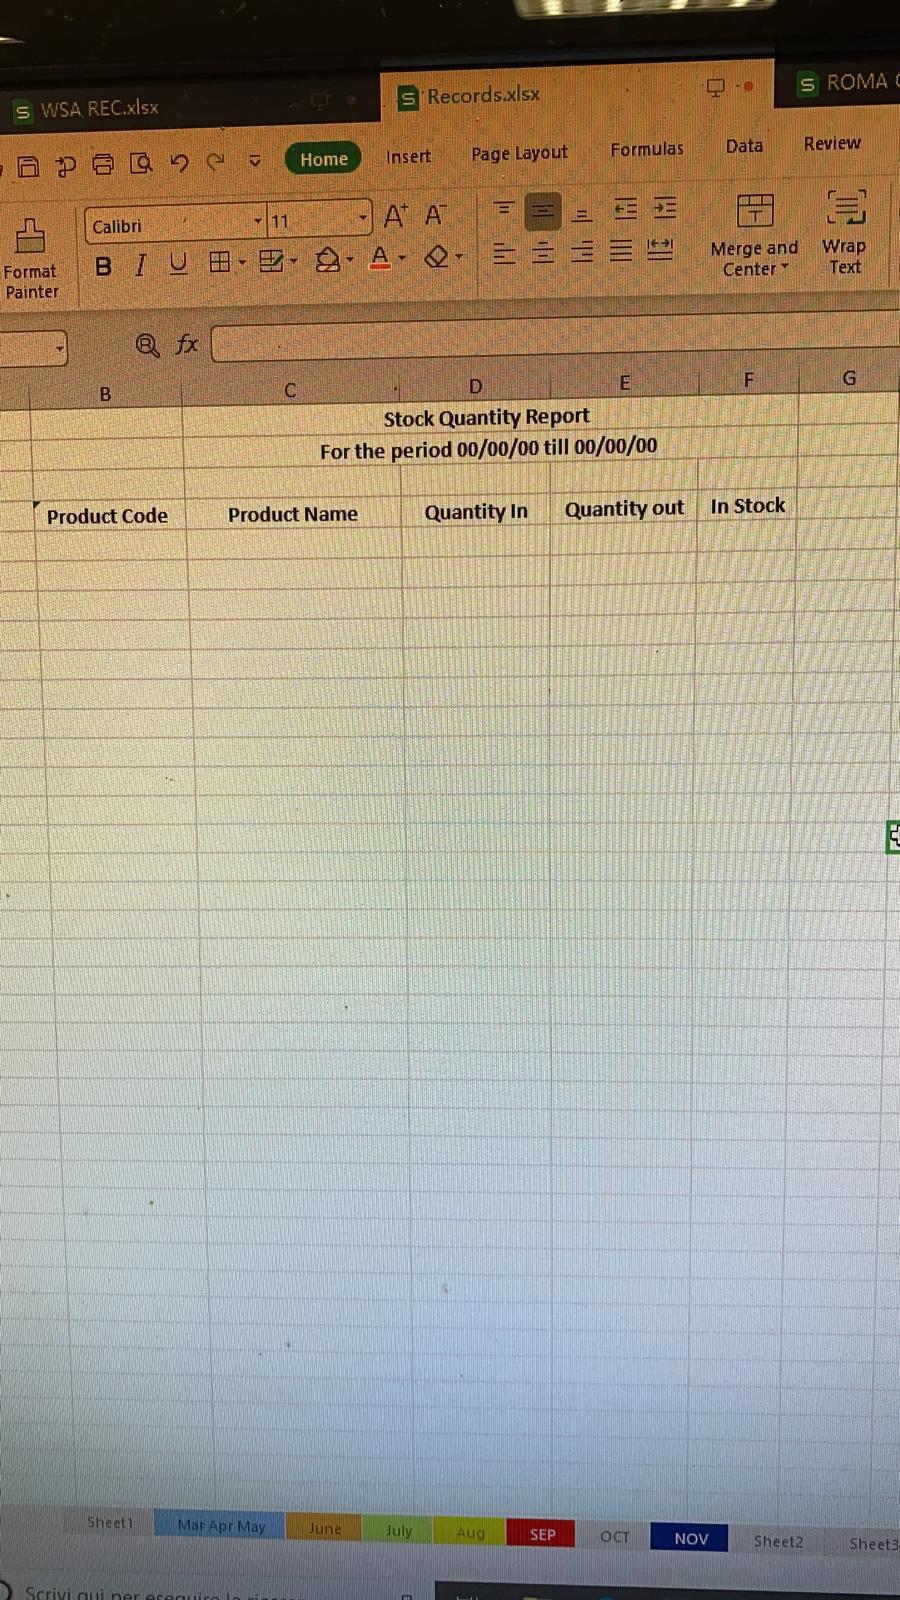 WSA REC.xlsx
Records.xlsx
ROMA
Home
Insert
Page Layout
Formulas
Data
Review
Format
Painter
Calibri
11
A+ A-
B I U
A
Merge and
Center
Wrap
Text
fx
B C D E F G
Stock Quantity Report
For the period 00/00/00 till 00/00/00
Product Code Product Name Quantity In Quantity out In Stock
Sheet1 Mar Apr May June July Aug SEP OCT NOV Sheet2 Sheet3
Scrivi qui per eseguire la